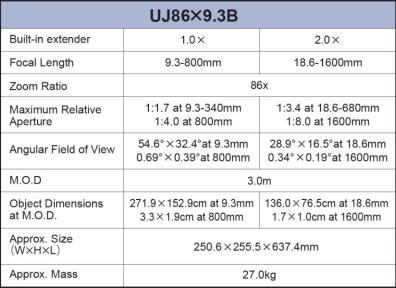 UJ86×9.3B
Built-in extender 1.0× 2.0×
Focal Length 9.3-800mm 18.6-1600mm
Zoom Ratio 86x
Maximum Relative Aperture 1:1.7 at 9.3-340mm 1:3.4 at 18.6-680mm
1:4.0 at 800mm 1:8.0 at 1600mm
Angular Field of View 54.6°×32.4°at 9.3mm 28.9°×16.5°at 18.6mm
0.69°×0.39°at 800mm 0.34°×0.19°at 1600mm
M.O.D 3.0m
Object Dimensions at M.O.D. 271.9×152.9cm at 9.3mm 136.0×76.5cm at 18.6mm
3.3×1.9cm at 800mm 1.7×1.0cm at 1600mm
Approx. Size (W×H×L) 250.6×255.5×637.4mm
Approx. Mass 27.0kg